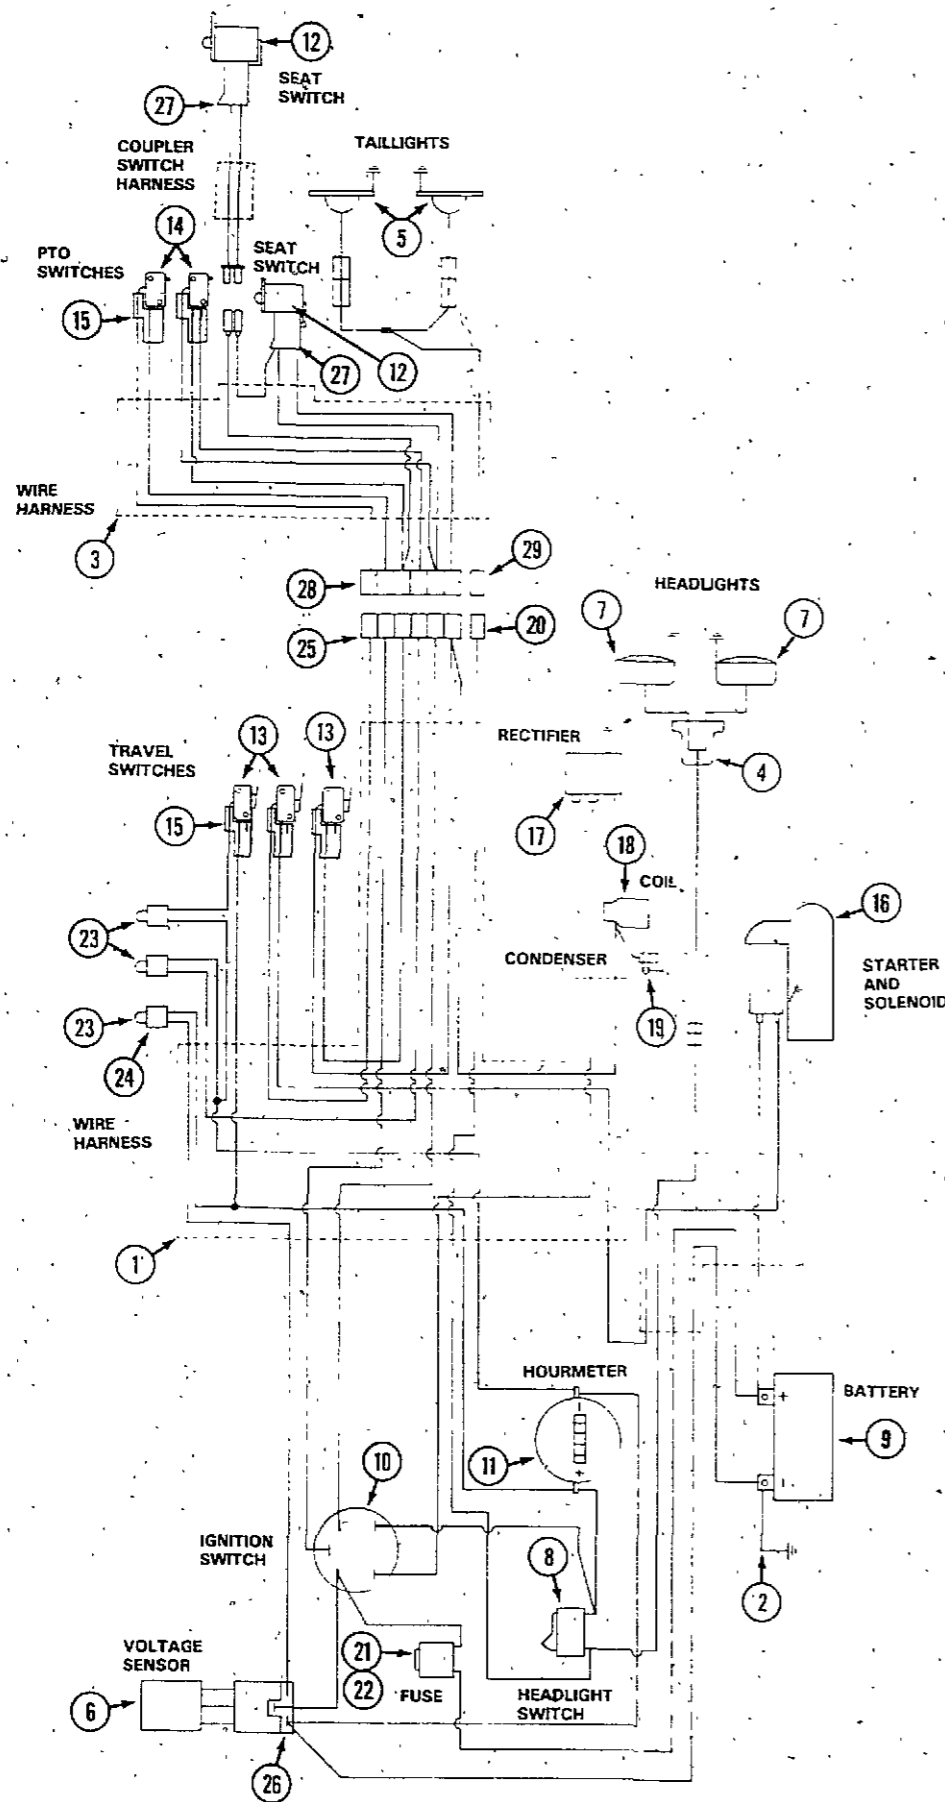 12
SEAT
SWITCH
27
COUPLER
SWITCH
HARNESS
TAILLIGHTS
14
5
PTO
SWITCHES
SEAT
SWITCH
15
27
12
WIRE
HARNESS
3
29
28
HEADLIGHTS
7
7
20
25
13
13
RECTIFIER
TRAVEL
SWITCHES
4
15
17
18
COIL
16
23
CONDENSER
STARTER
AND
SOLENOID
23
19
24
WIRE
HARNESS
1
HOURMETER
BATTERY
+
9
10
11
+
-
IGNITION
SWITCH
8
2
VOLTAGE
SENSOR
21
22
FUSE
HEADLIGHT
SWITCH
6
26